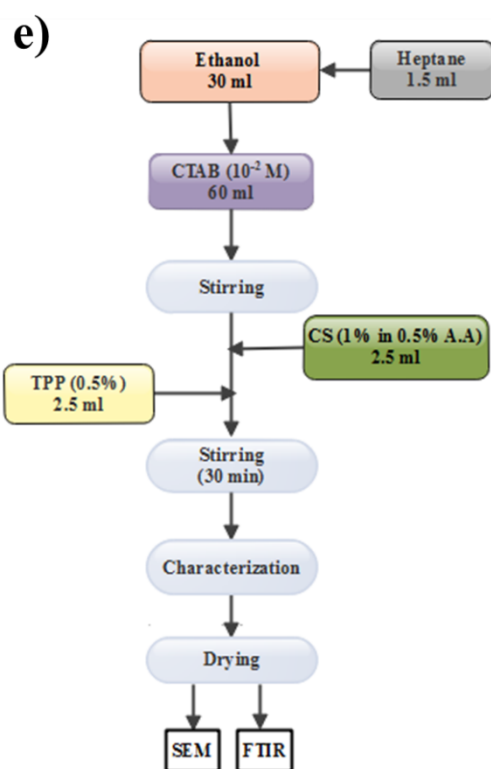 e)
Ethanol
30 ml
Heptane
1.5 ml
CTAB (10⁻² M)
60 ml
Stirring
CS (1% in 0.5% A.A)
2.5 ml
TPP (0.5%)
2.5 ml
Stirring
(30 min)
Characterization
Drying
SEM
FTIR